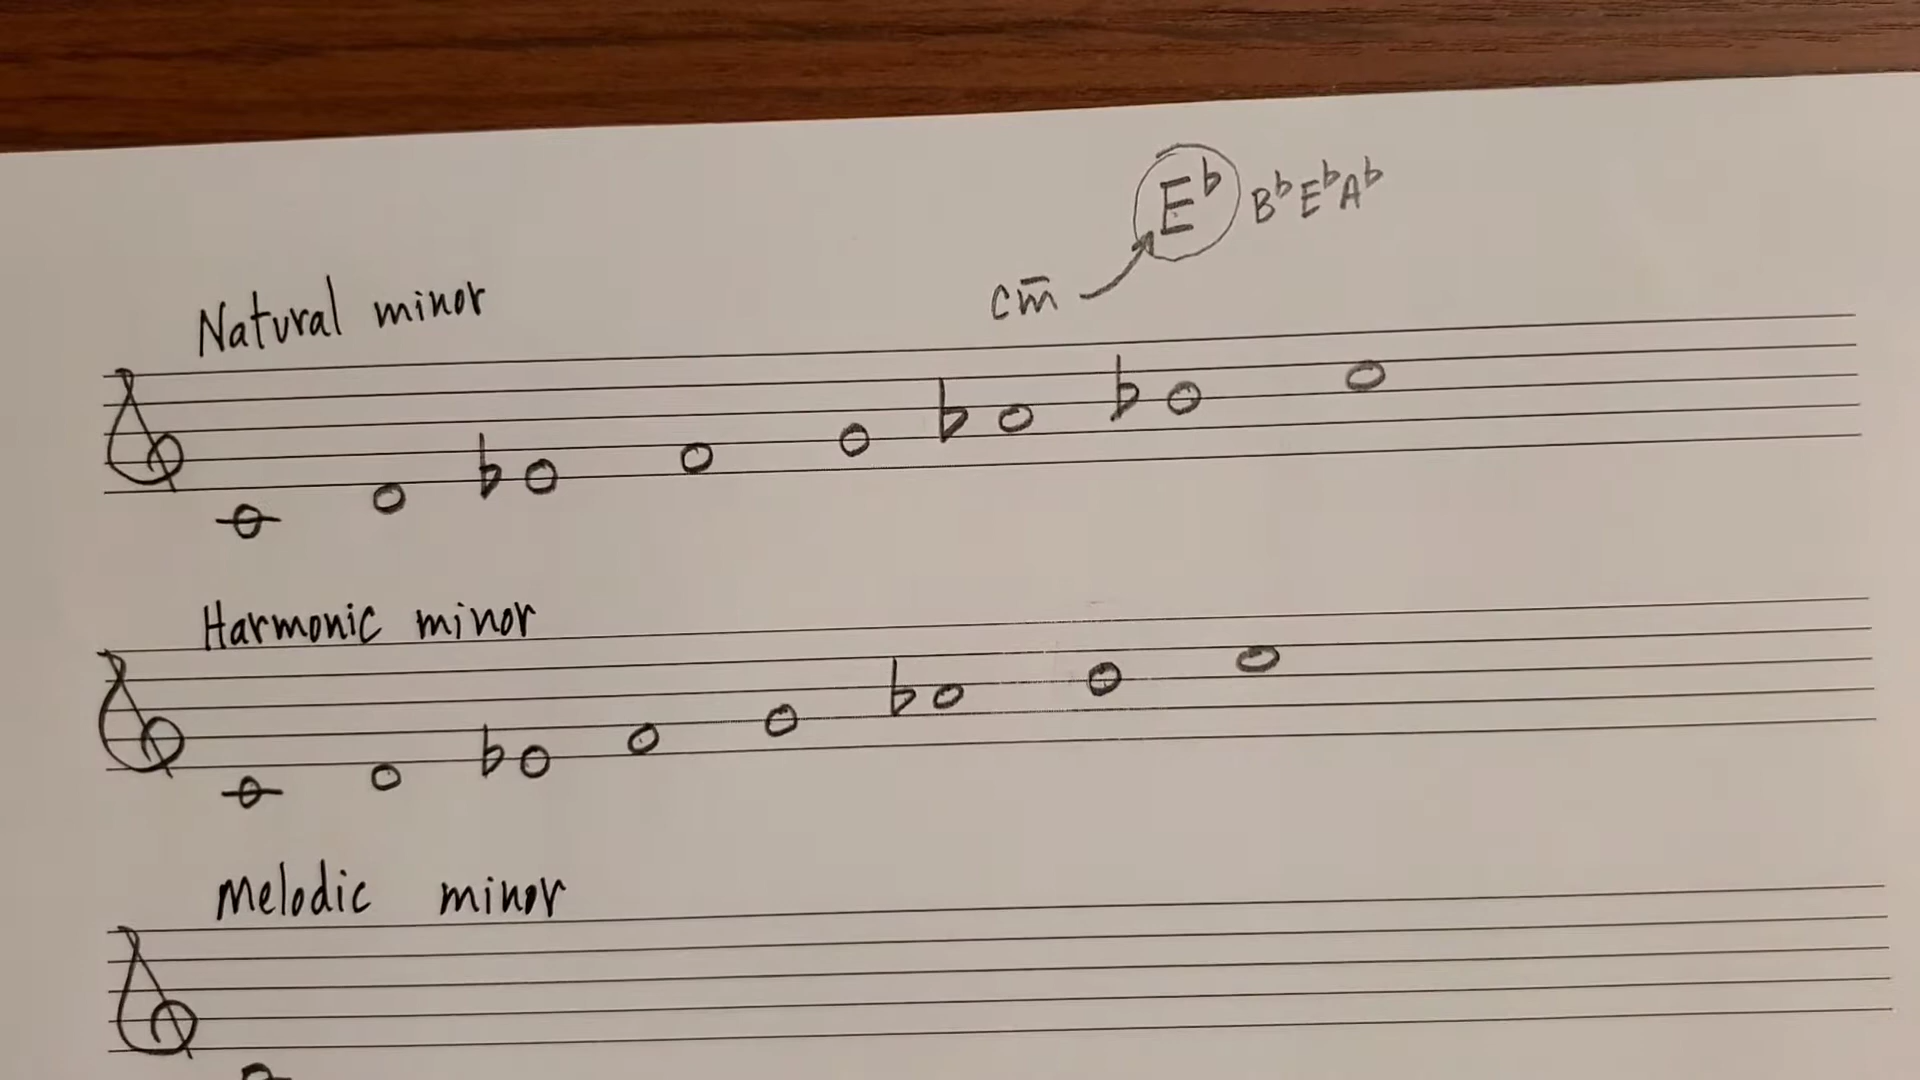 E♭ B♭ E♭ A♭
Cm̄
Natural minor
Harmonic minor
Melodic minor